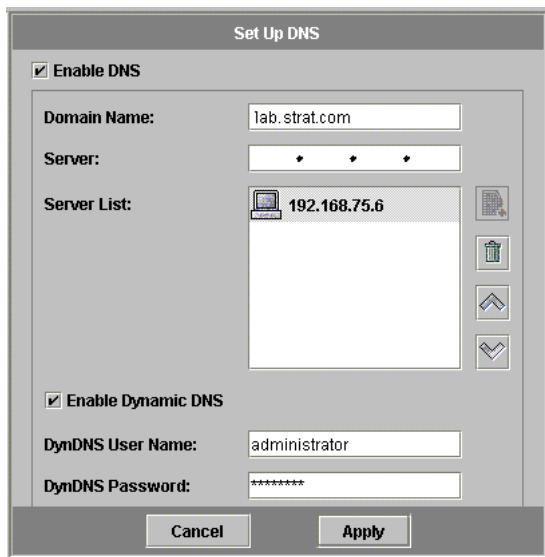 Set Up DNS
Enable DNS
Domain Name: lab.strat.com
Server: . . .
Server List: 192.168.75.6
Enable Dynamic DNS
DynDNS User Name: administrator
DynDNS Password: ********
Cancel Apply